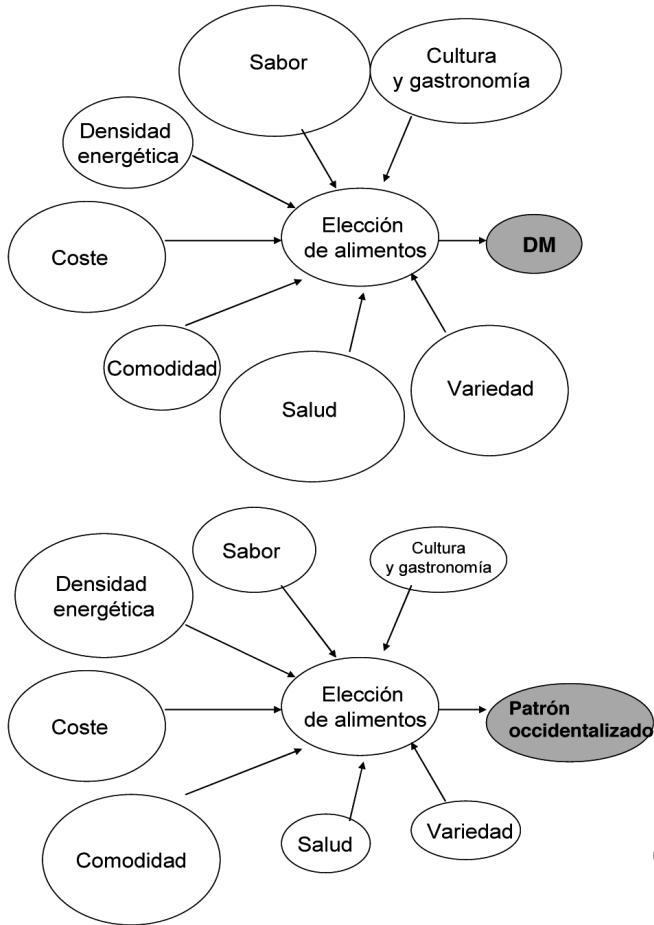 Sabor
Cultura
y gastronomía
Densidad
energética
Elección
de alimentos
DM
Coste
Comodidad
Salud
Variedad
Sabor
Cultura
y gastronomía
Densidad
energética
Elección
de alimentos
Patrón
occidentalizado
Coste
Comodidad
Salud
Variedad